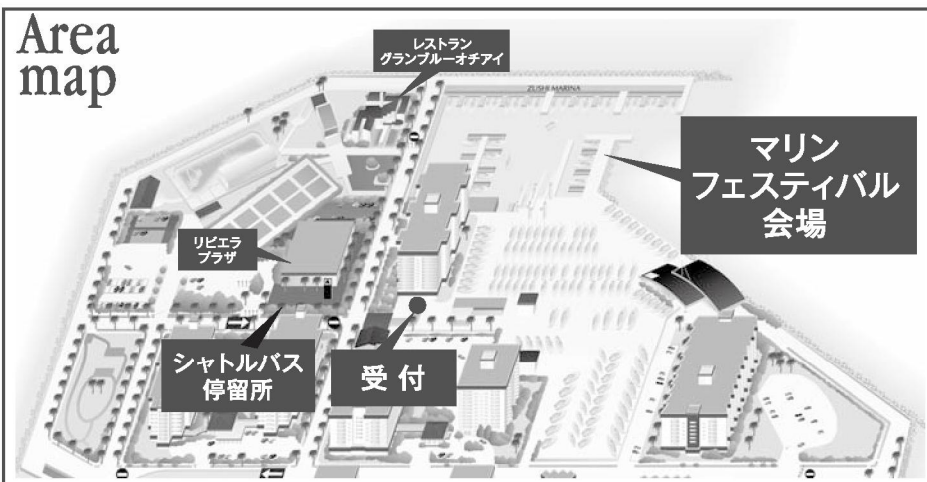 Area
map
レストラン
グランブルーオチアイ
ZUSHI MARINA
マリン
フェスティバル
会場
リビエラ
プラザ
シャトルバス
停留所
受付